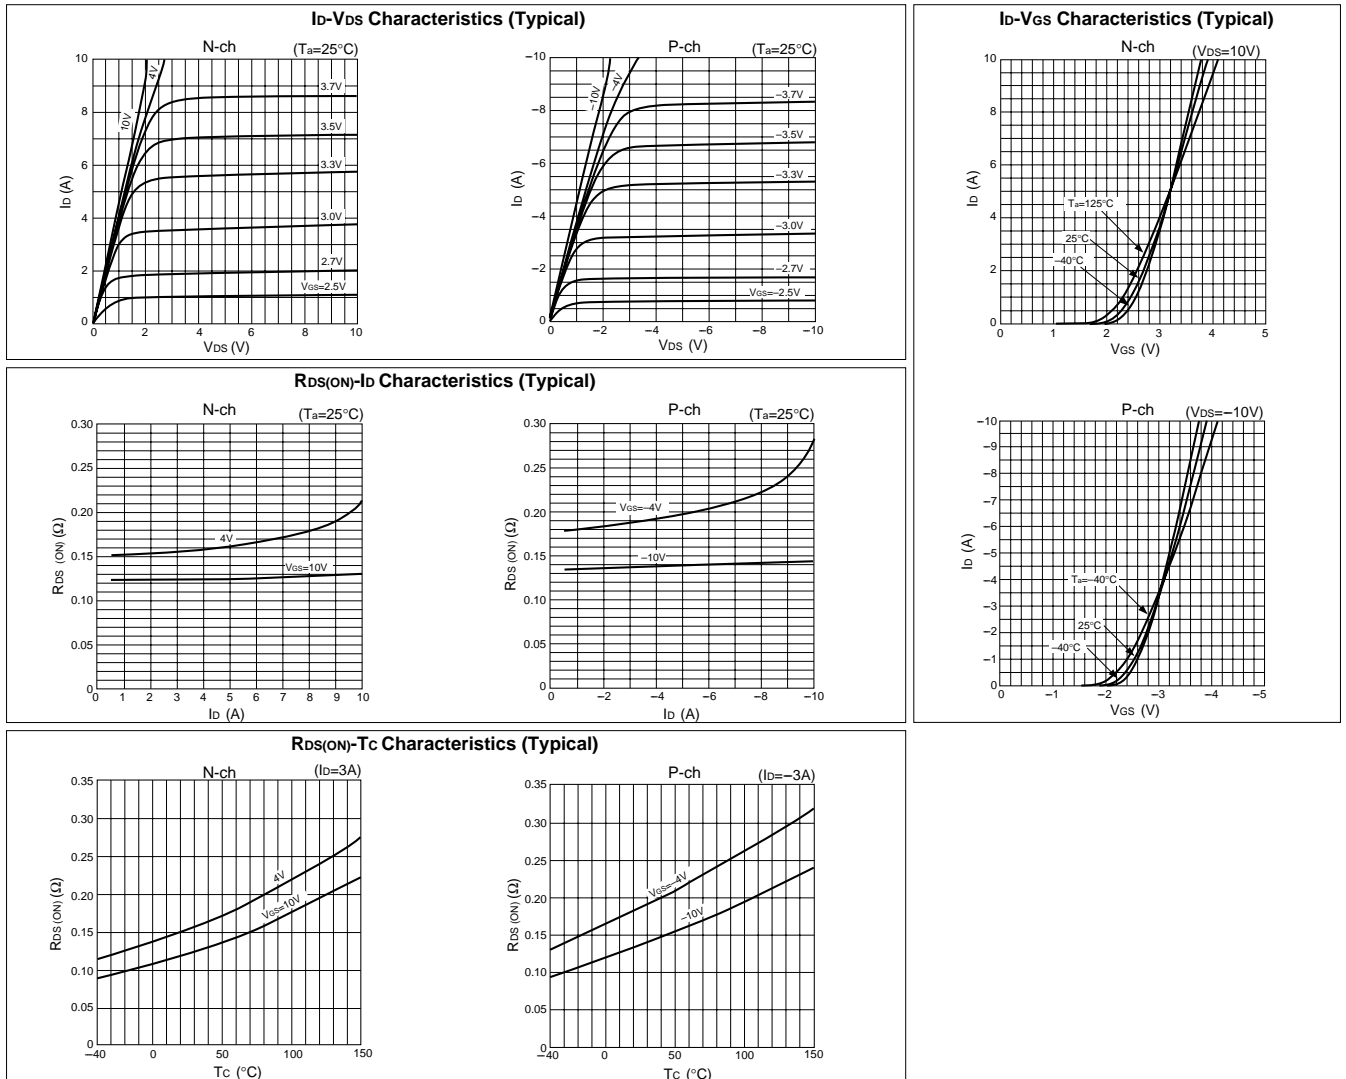 ID-VDS Characteristics (Typical)
N-ch (Ta=25°C)
10
8
6
4
2
0
ID (A)
10V
4V
3.7V
3.5V
3.3V
3.0V
2.7V
VGS=2.5V
0 2 4 6 8 10
VDS (V)
P-ch (Ta=25°C)
–10
–8
–6
–4
–2
0
ID (A)
–10V
–4V
–3.7V
–3.5V
–3.3V
–3.0V
–2.7V
VGS=–2.5V
0 –2 –4 –6 –8 –10
VDS (V)
ID-VGS Characteristics (Typical)
N-ch (VDS=10V)
10
8
6
4
2
0
ID (A)
Ta=125°C
25°C
–40°C
0 1 2 3 4 5
VGS (V)
P-ch (VDS=–10V)
–10
–9
–8
–7
–6
–5
–4
–3
–2
–1
0
ID (A)
Ta=–40°C
25°C
–40°C
0 –1 –2 –3 –4 –5
VGS (V)
RDS(ON)-ID Characteristics (Typical)
N-ch (Ta=25°C)
0.30
0.25
0.20
0.15
0.10
0.05
0
RDS (ON) (Ω)
4V
VGS=10V
0 1 2 3 4 5 6 7 8 9 10
ID (A)
P-ch (Ta=25°C)
0.30
0.25
0.20
0.15
0.10
0.05
0
RDS (ON) (Ω)
VGS=–4V
–10V
0 –2 –4 –6 –8 –10
ID (A)
RDS(ON)-TC Characteristics (Typical)
N-ch (ID=3A)
0.35
0.30
0.25
0.20
0.15
0.10
0.05
0
RDS (ON) (Ω)
4V
VGS=10V
–40 0 50 100 150
TC (°C)
P-ch (ID=–3A)
0.35
0.30
0.25
0.20
0.15
0.10
0.05
0
RDS (ON) (Ω)
VGS=–4V
–10V
–40 0 50 100 150
TC (°C)